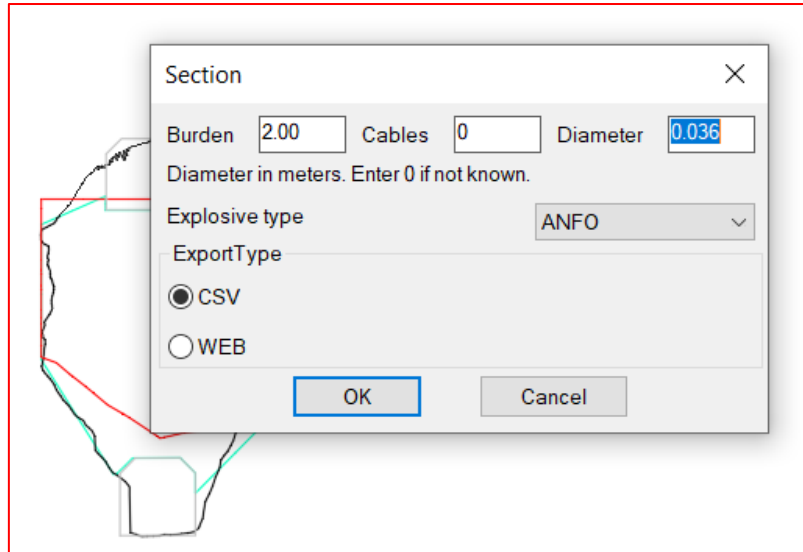 Section
Burden 2.00 Cables 0 Diameter 0.036
Diameter in meters. Enter 0 if not known.
Explosive type ANFO
ExportType
CSV
WEB
OK Cancel